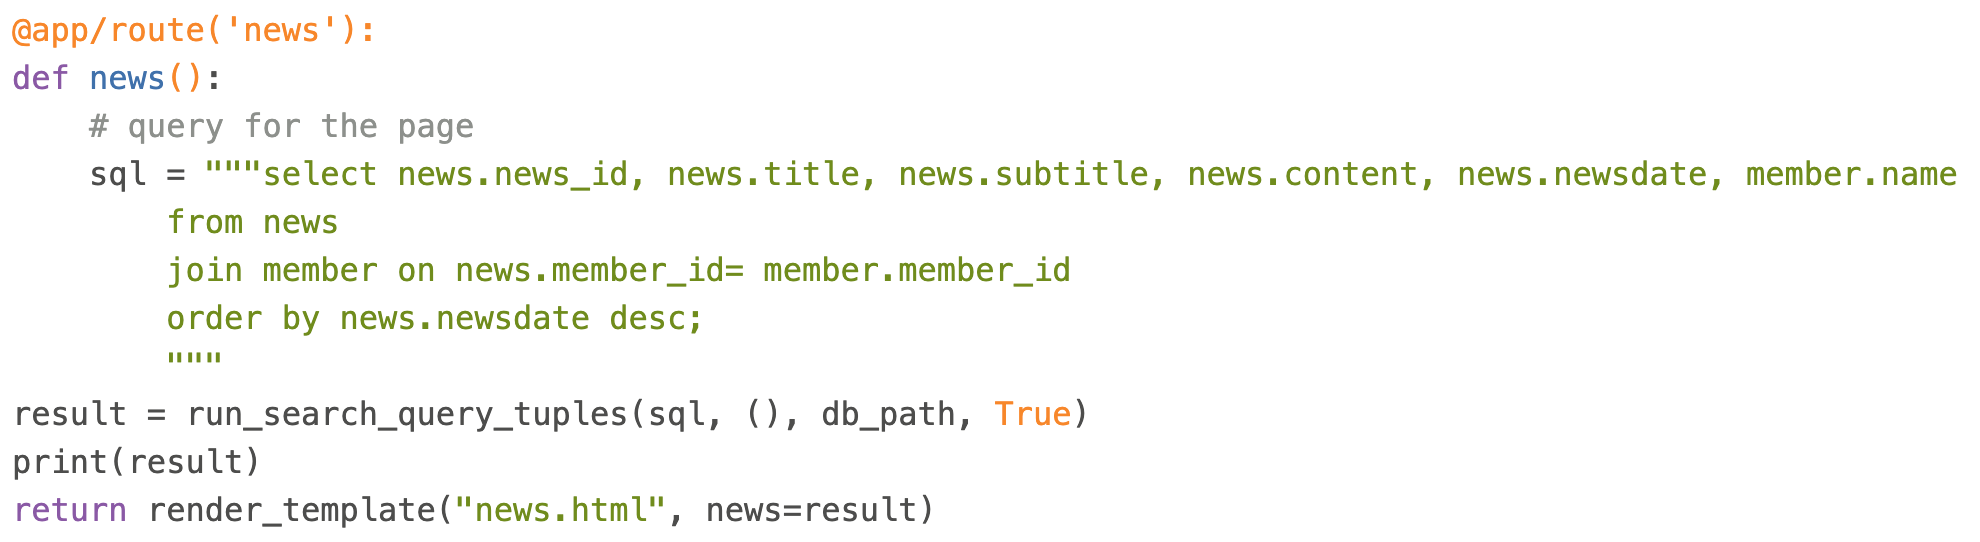 @app/route('news'):
def news():
    # query for the page
    sql = """select news.news_id, news.title, news.subtitle, news.content, news.newsdate, member.name
        from news
        join member on news.member_id= member.member_id
        order by news.newsdate desc;
        """
result = run_search_query_tuples(sql, (), db_path, True)
print(result)
return render_template("news.html", news=result)